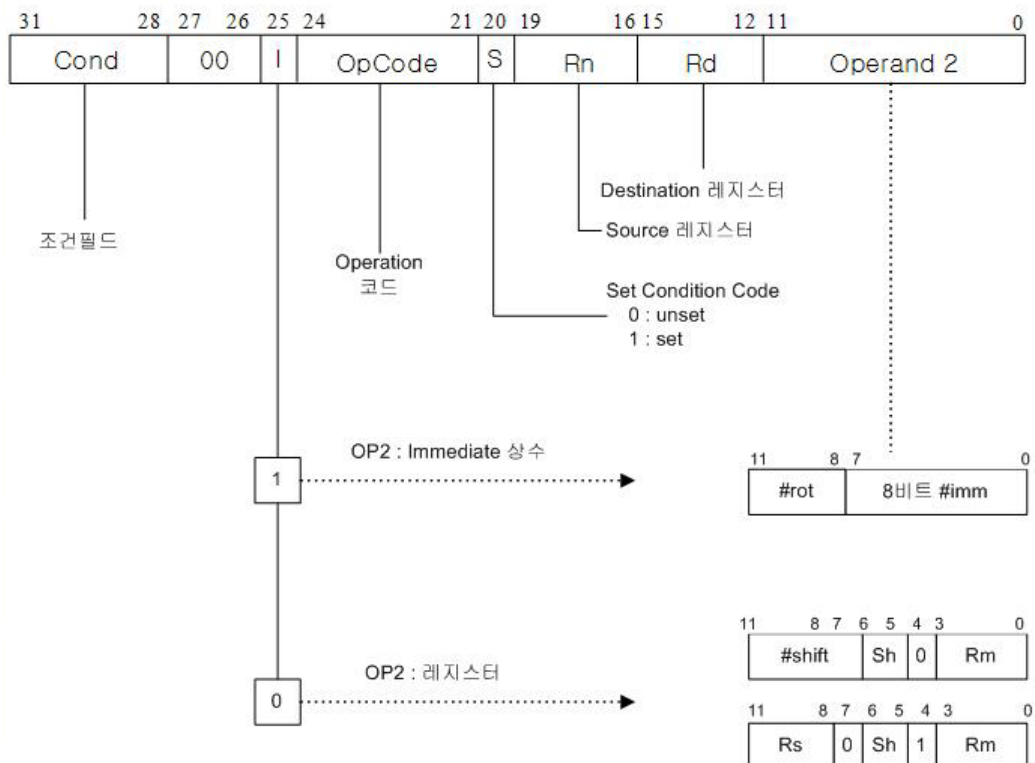 31 28 27 26 25 24 21 20 19 16 15 12 11 0
Cond 00 I OpCode S Rn Rd Operand 2
Destination 레지스터
Source 레지스터
조건필드
Operation
코드
Set Condition Code
0 : unset
1 : set
OP2 : Immediate 상수
1
11 8 7 0
#rot 8비트 #imm
11 8 7 6 5 4 3 0
#shift Sh 0 Rm
OP2 : 레지스터
0
11 8 7 6 5 4 3 0
Rs 0 Sh 1 Rm